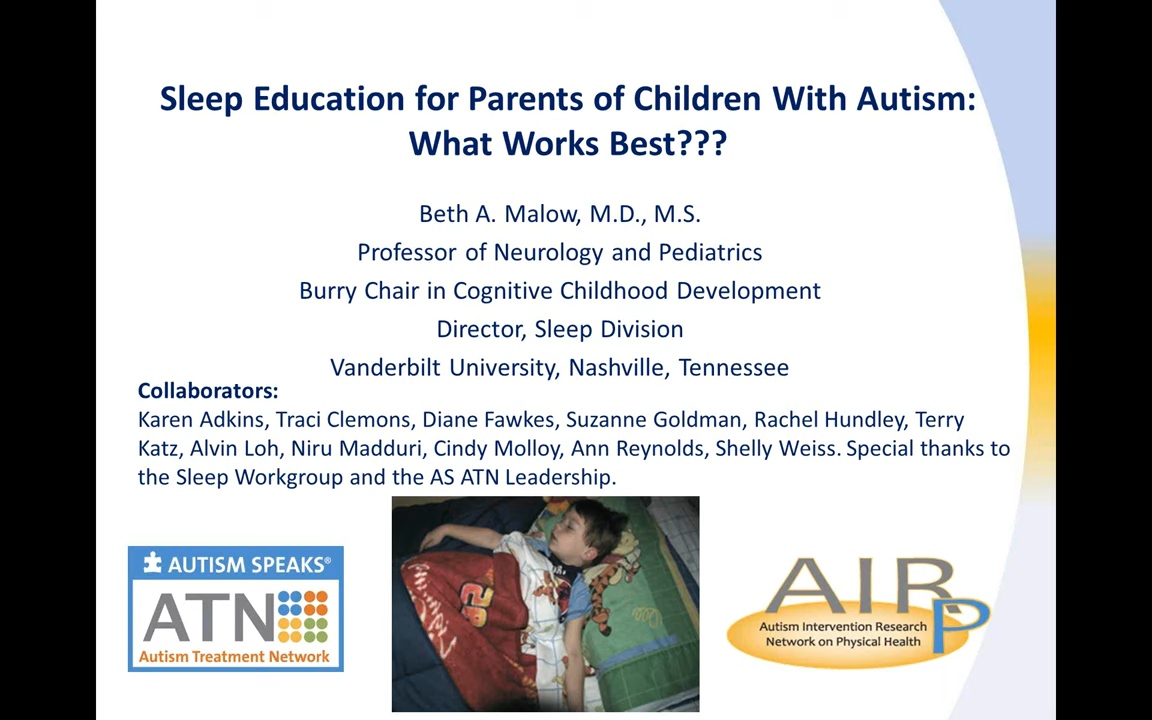 Sleep Education for Parents of Children With Autism:
What Works Best???
Beth A. Malow, M.D., M.S.
Professor of Neurology and Pediatrics
Burry Chair in Cognitive Childhood Development
Director, Sleep Division
Vanderbilt University, Nashville, Tennessee
Collaborators:
Karen Adkins, Traci Clemons, Diane Fawkes, Suzanne Goldman, Rachel Hundley, Terry
Katz, Alvin Loh, Niru Madduri, Cindy Molloy, Ann Reynolds, Shelly Weiss. Special thanks to
the Sleep Workgroup and the AS ATN Leadership.
AUTISM SPEAKS®
ATN
Autism Treatment Network
AIR
P
Autism Intervention Research
Network on Physical Health